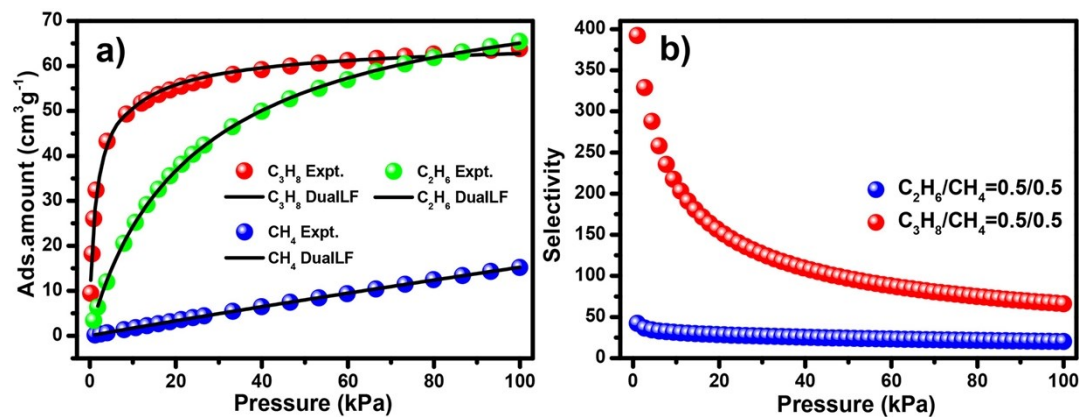 a)
Ads.amount (cm³g⁻¹)
70
60
50
40
30
20
10
0
C₃H₈ Expt.
C₂H₆ Expt.
C₃H₈ DualLF
C₂H₆ DualLF
CH₄ Expt.
CH₄ DualLF
0 20 40 60 80 100
Pressure (kPa)
b)
Selectivity
400
350
300
250
200
150
100
50
0
C₂H₆/CH₄=0.5/0.5
C₃H₈/CH₄=0.5/0.5
0 20 40 60 80 100
Pressure (kPa)